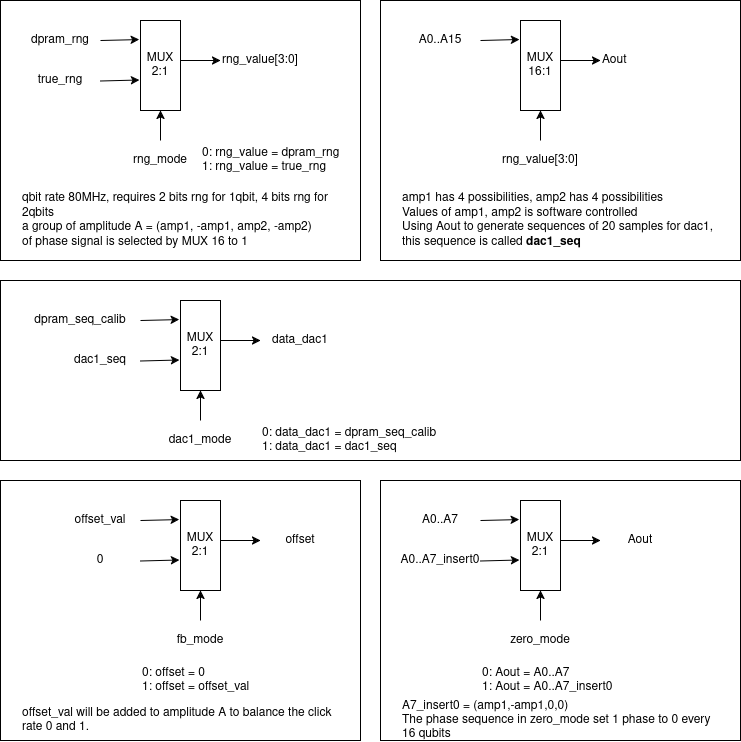 dpram_rng
true_rng
MUX
2:1
rng_value[3:0]
rng_mode
0: rng_value = dpram_rng
1: rng_value = true_rng
qbit rate 80MHz, requires 2 bits rng for 1qbit, 4 bits rng for
2qbits
a group of amplitude A = (amp1, -amp1, amp2, -amp2)
of phase signal is selected by MUX 16 to 1
A0..A15
MUX
16:1
Aout
rng_value[3:0]
amp1 has 4 possibilities, amp2 has 4 possibilities
Values of amp1, amp2 is software controlled
Using Aout to generate sequences of 20 samples for dac1,
this sequence is called dac1_seq
dpram_seq_calib
dac1_seq
MUX
2:1
data_dac1
dac1_mode
0: data_dac1 = dpram_seq_calib
1: data_dac1 = dac1_seq
offset_val
0
MUX
2:1
offset
fb_mode
0: offset = 0
1: offset = offset_val
offset_val will be added to amplitude A to balance the click
rate 0 and 1.
A0..A7
A0..A7_insert0
MUX
2:1
Aout
zero_mode
0: Aout = A0..A7
1: Aout = A0..A7_insert0
A7_insert0 = (amp1,-amp1,0,0)
The phase sequence in zero_mode set 1 phase to 0 every
16 qubits